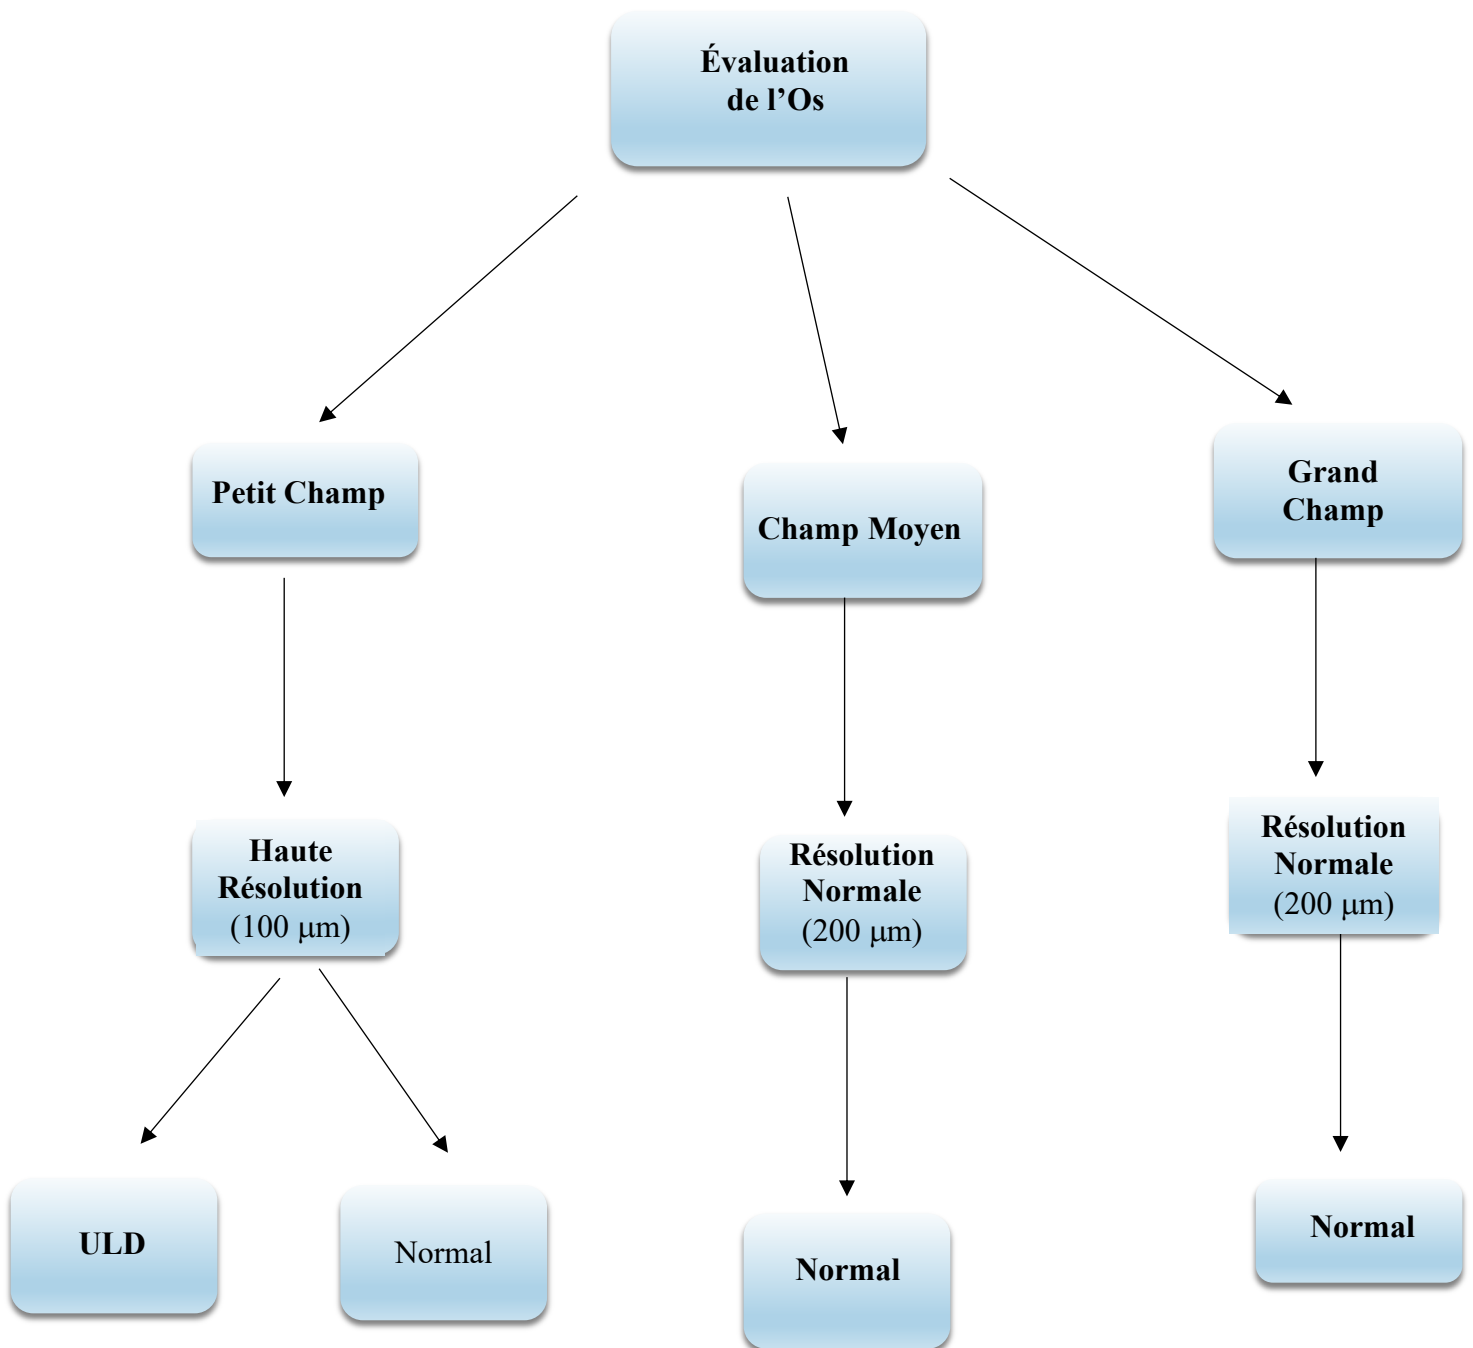 Évaluation
de l’Os
Petit Champ
Champ Moyen
Grand
Champ
Haute
Résolution
(100 μm)
Résolution
Normale
(200 μm)
Résolution
Normale
(200 μm)
ULD
Normal
Normal
Normal